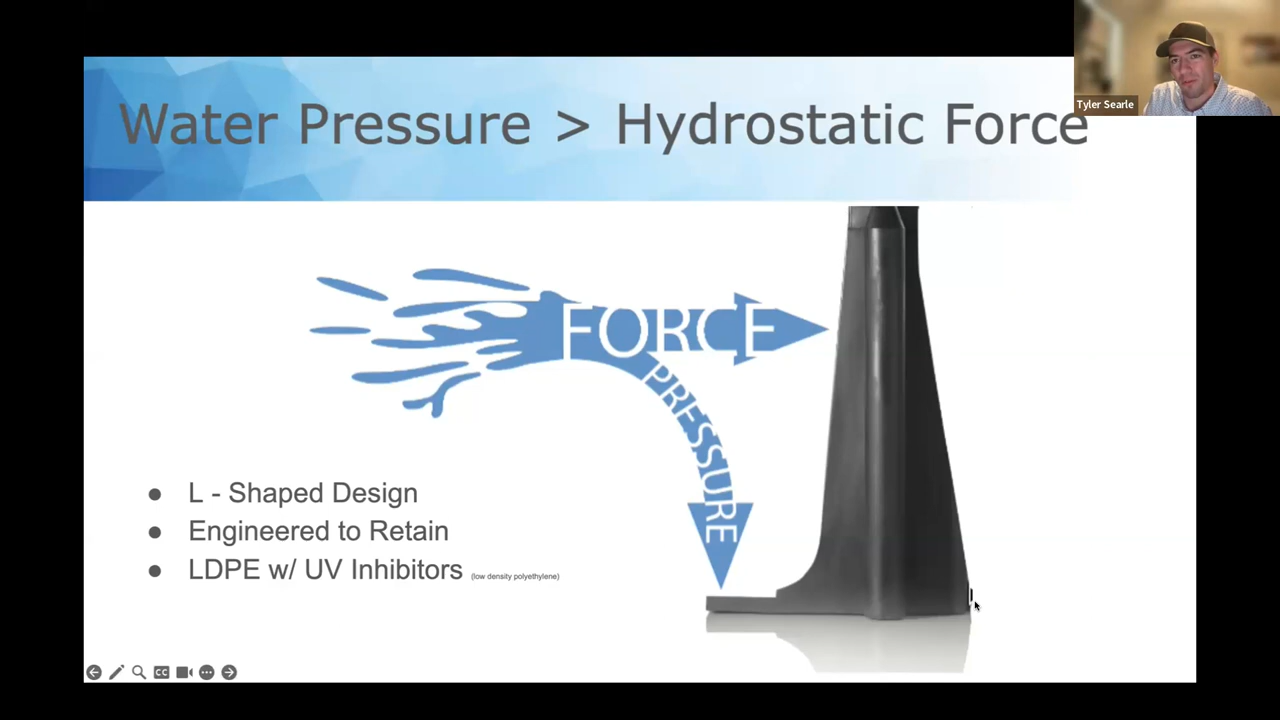 Tyler Searle
Water Pressure > Hydrostatic Force
FORCE
PRESSURE
● L - Shaped Design
● Engineered to Retain
● LDPE w/ UV Inhibitors (low density polyethylene)
CC